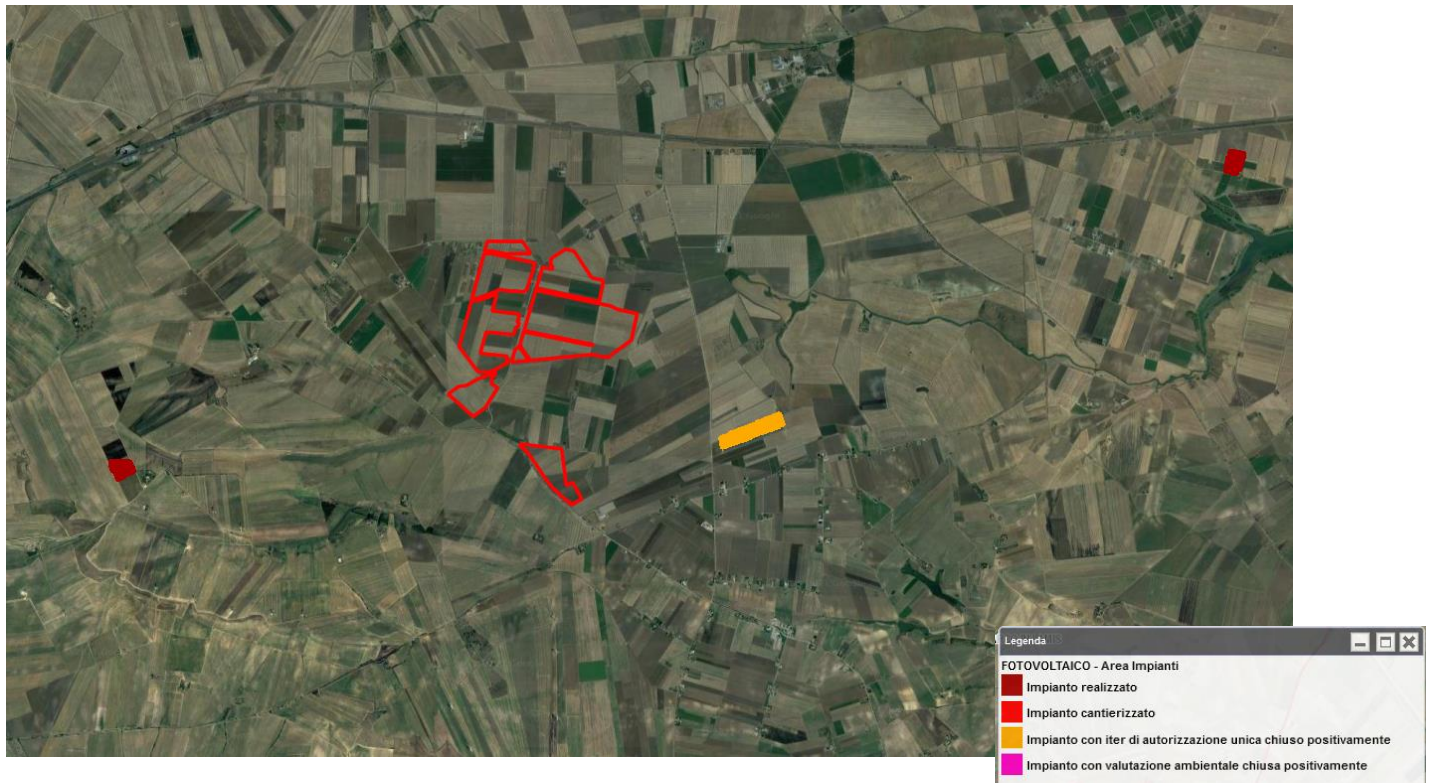 Legenda
FOTOVOLTAICO - Area Impianti
Impianto realizzato
Impianto cantierizzato
Impianto con iter di autorizzazione unica chiuso positivamente
Impianto con valutazione ambientale chiusa positivamente